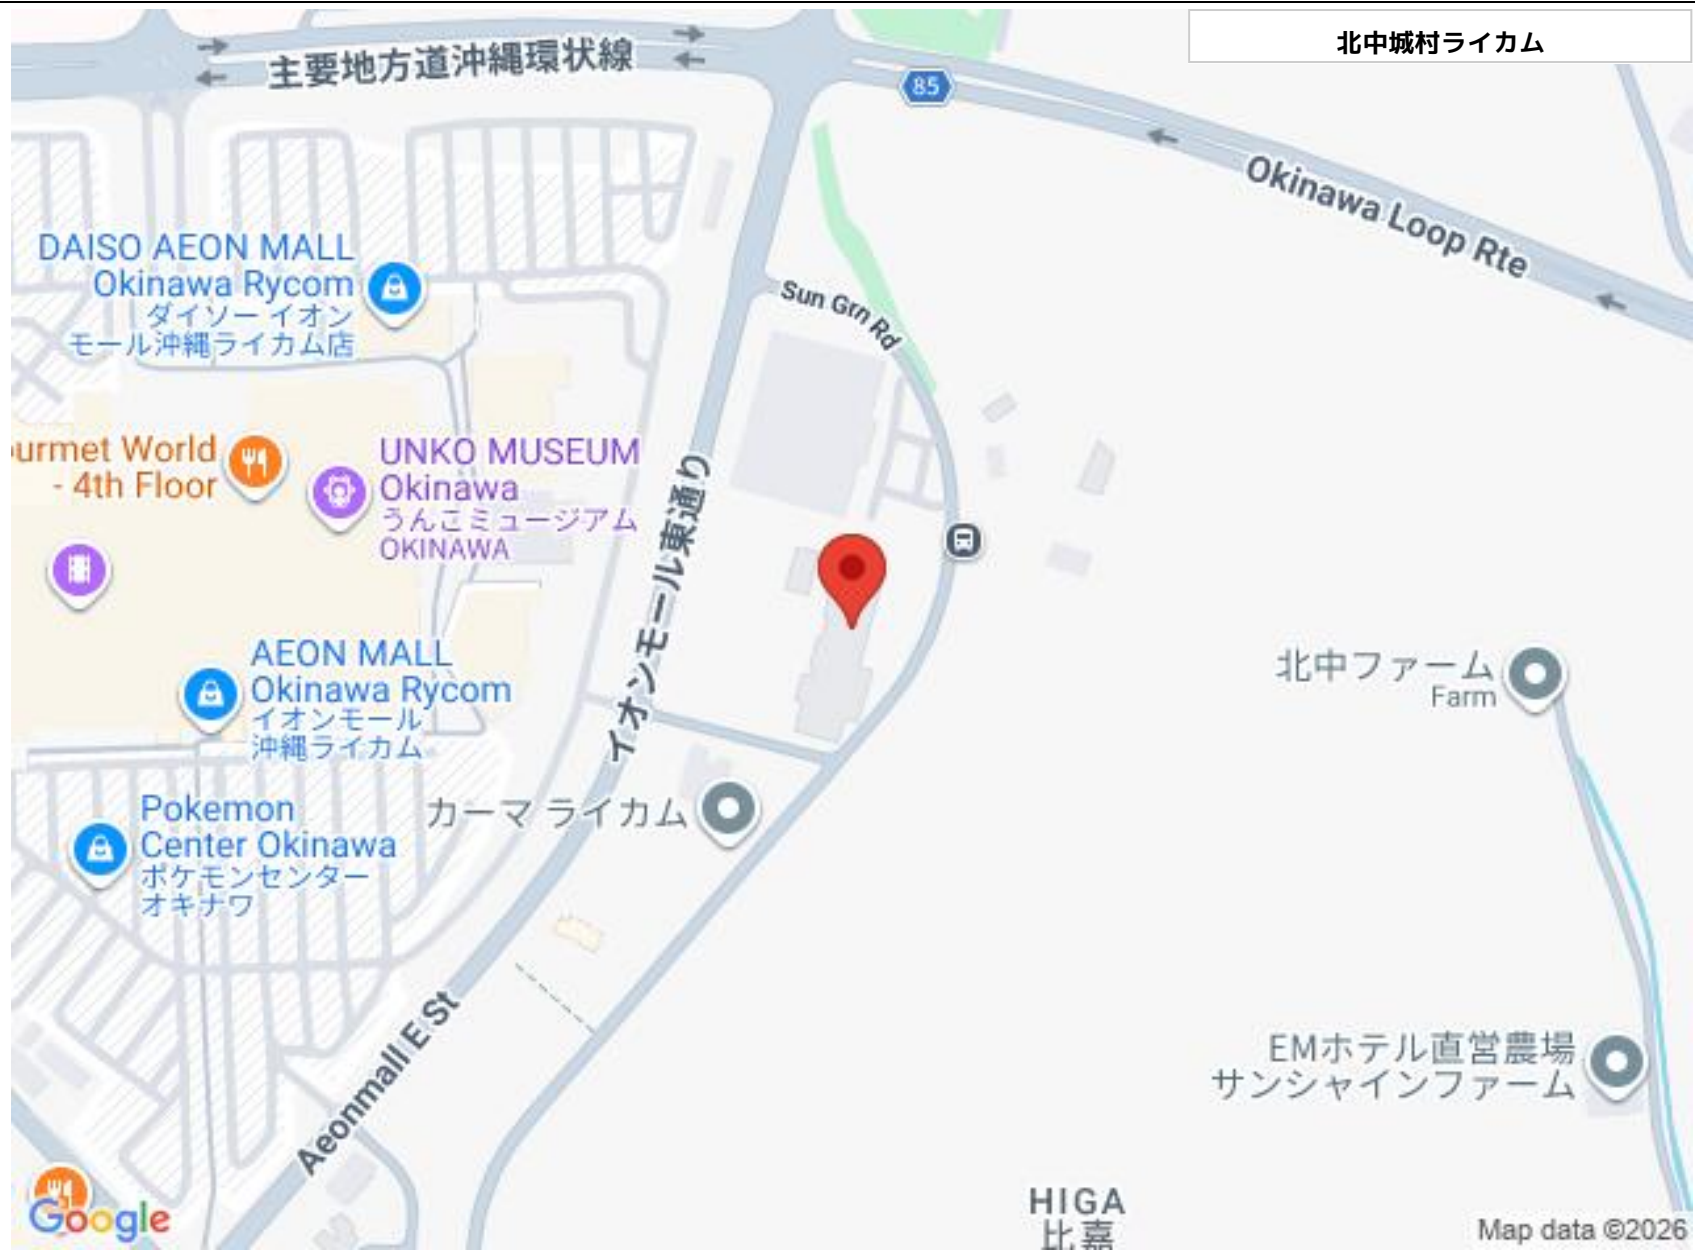 北中城村ライカム
主要地方道沖縄環状線
85
Okinawa Loop Rte
DAISO AEON MALL
Okinawa Rycom
ダイソー イオン
モール沖縄ライカム店
Sun Grn Rd
urmet World
- 4th Floor
UNKO MUSEUM
Okinawa
うんこミュージアム
OKINAWA
イオンモール東通り
AEON MALL
Okinawa Rycom
イオンモール
沖縄ライカム
北中ファーム
Farm
カーマ ライカム
Pokemon
Center Okinawa
ポケモンセンター
オキナワ
Aeonmall E St
EMホテル直営農場
サンシャインファーム
HIGA
比嘉
Google
Map data ©2026